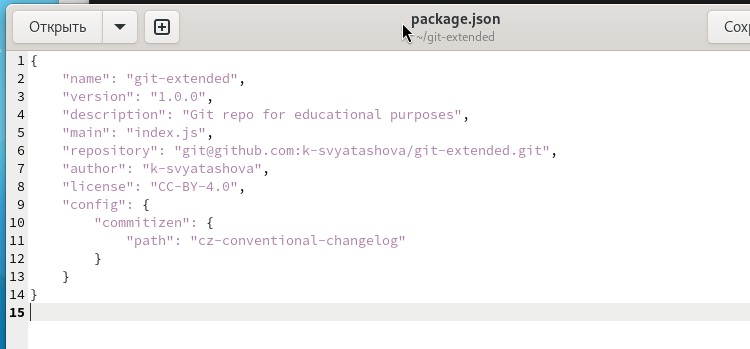 Открыть
package.json
~/git-extended
1 {
2     "name": "git-extended",
3     "version": "1.0.0",
4     "description": "Git repo for educational purposes",
5     "main": "index.js",
6     "repository": "git@github.com:k-svyatashova/git-extended.git",
7     "author": "k-svyatashova",
8     "license": "CC-BY-4.0",
9     "config": {
10         "commitizen": {
11             "path": "cz-conventional-changelog"
12         }
13     }
14 }
15